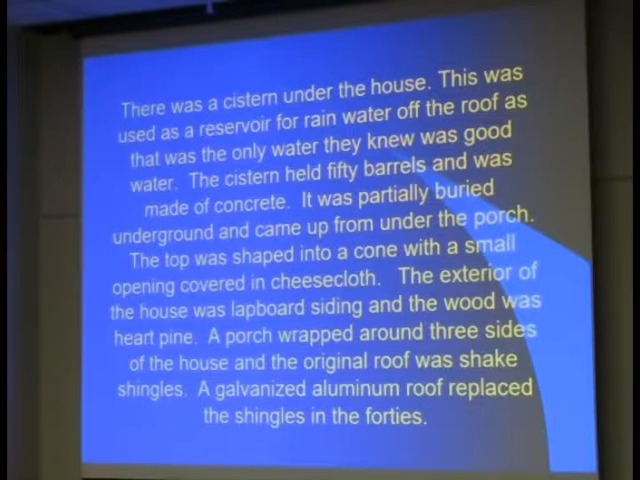 There was a cistern under the house. This was
used as a reservoir for rain water off the roof as
that was the only water they knew was good
water. The cistern held fifty barrels and was
made of concrete. It was partially buried
underground and came up from under the porch.
The top was shaped into a cone with a small
opening covered in cheesecloth. The exterior of
the house was lapboard siding and the wood was
heart pine. A porch wrapped around three sides
of the house and the original roof was shake
shingles. A galvanized aluminum roof replaced
the shingles in the forties.